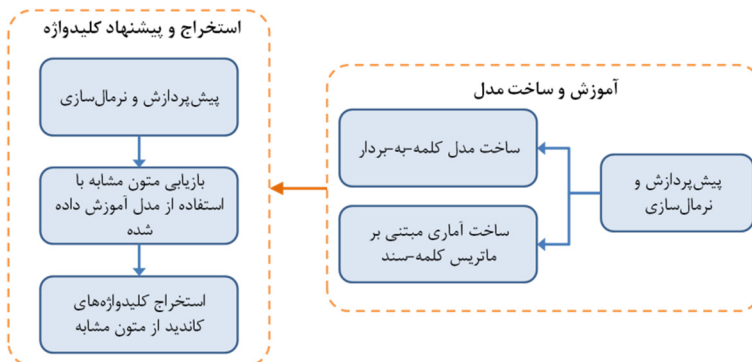 آموزش و ساخت مدل
پیش‌پردازش و
نرمال‌سازی
ساخت مدل کلمه-به-بردار
ساخت آماری مبتنی بر
ماتریس کلمه-سند
استخراج و پیشنهاد کلیدواژه
پیش‌پردازش و نرمال‌سازی
بازیابی متون مشابه با
استفاده از مدل آموزش داده
شده
استخراج کلیدواژه‌های
کاندید از متون مشابه